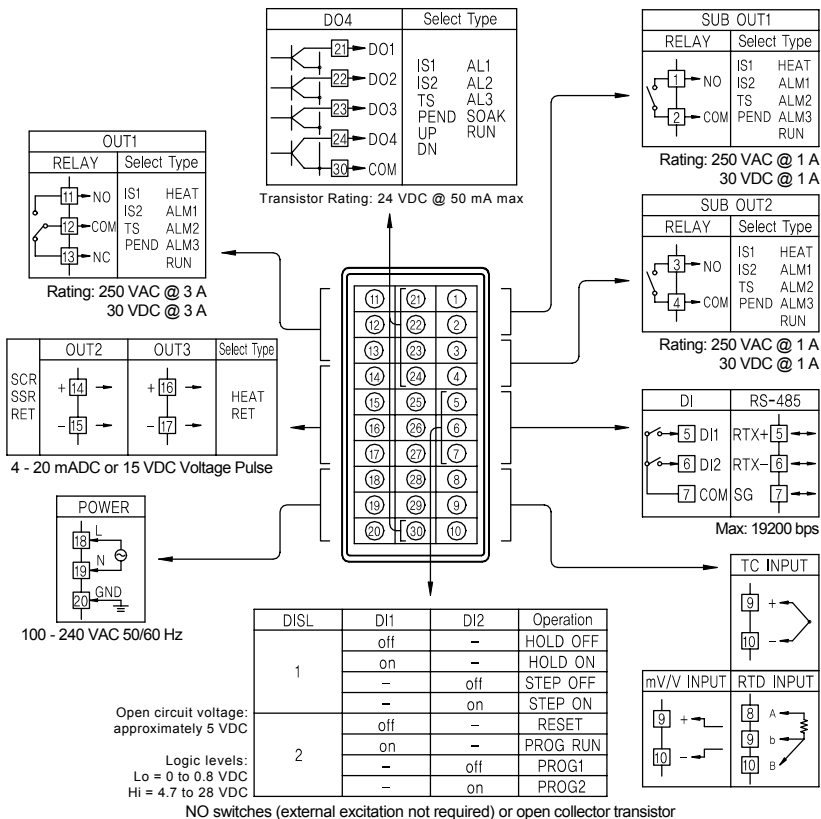 DO4
Select Type
21 DO1
22 DO2
23 DO3
24 DO4
30 COM
IS1 AL1
IS2 AL2
TS AL3
PEND SOAK
UP RUN
DN
Transistor Rating: 24 VDC @ 50 mA max
SUB OUT1
RELAY Select Type
1 NO
2 COM
IS1 HEAT
IS2 ALM1
TS ALM2
PEND ALM3
RUN
Rating: 250 VAC @ 1 A
30 VDC @ 1 A
OUT1
RELAY Select Type
11 NO
12 COM
13 NC
IS1 HEAT
IS2 ALM1
TS ALM2
PEND ALM3
RUN
Rating: 250 VAC @ 3 A
30 VDC @ 3 A
SUB OUT2
RELAY Select Type
3 NO
4 COM
IS1 HEAT
IS2 ALM1
TS ALM2
PEND ALM3
RUN
Rating: 250 VAC @ 1 A
30 VDC @ 1 A
11 21 1
12 22 2
13 23 3
14 24 4
15 25 5
16 26 6
17 27 7
18 28 8
19 29 9
20 30 10
OUT2 OUT3 Select Type
SCR
SSR
RET
+ 14
- 15
+ 16
- 17
HEAT
RET
4 - 20 mADC or 15 VDC Voltage Pulse
DI RS-485
5 DI1 RTX+ 5
6 DI2 RTX- 6
7 COM SG 7
Max: 19200 bps
POWER
18 L
19 N
20 GND
100 - 240 VAC 50/60 Hz
TC INPUT
9 +
10 -
mV/V INPUT RTD INPUT
9 +
10 -
8 A
9 b
10 B
DISL DI1 DI2 Operation
1
off - HOLD OFF
on - HOLD ON
- off STEP OFF
- on STEP ON
2
off - RESET
on - PROG RUN
- off PROG1
- on PROG2
Open circuit voltage:
approximately 5 VDC
Logic levels:
Lo = 0 to 0.8 VDC
Hi = 4.7 to 28 VDC
NO switches (external excitation not required) or open collector transistor